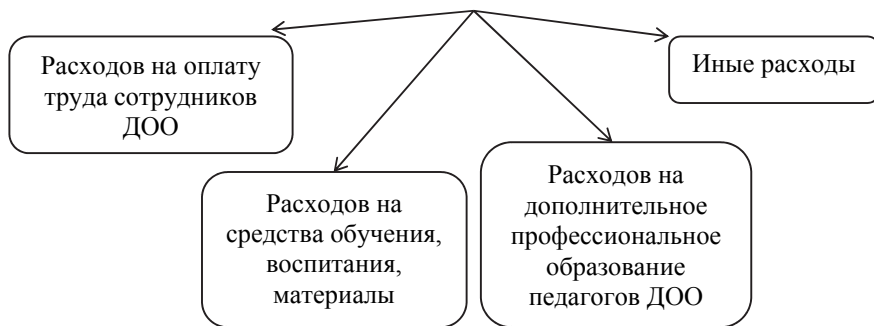 Расходов на оплату
труда сотрудников
ДОО
Иные расходы
Расходов на
средства обучения,
воспитания,
материалы
Расходов на
дополнительное
профессиональное
образование
педагогов ДОО